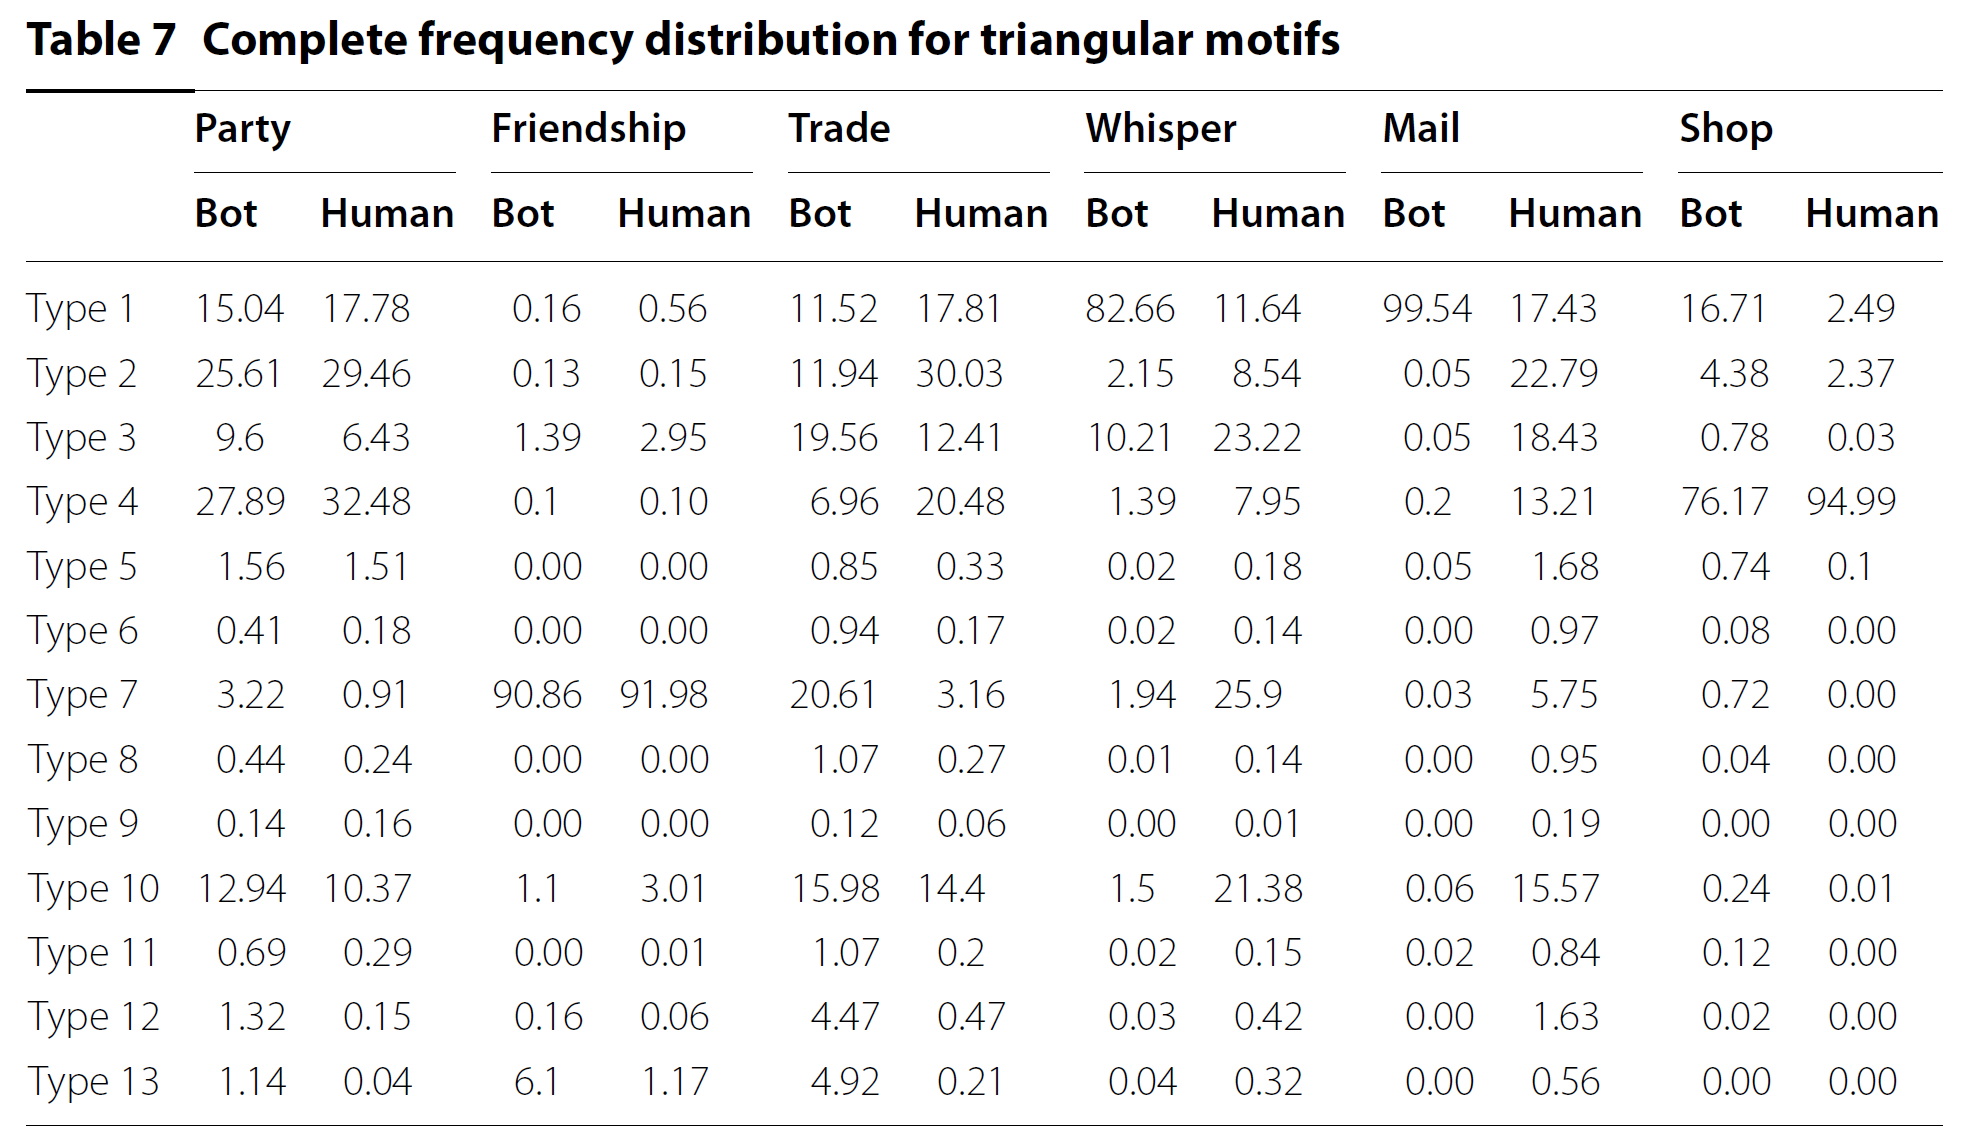 Table 7 Complete frequency distribution for triangular motifs
Party Friendship Trade Whisper Mail Shop
Bot Human Bot Human Bot Human Bot Human Bot Human Bot Human
Type 1 15.04 17.78 0.16 0.56 11.52 17.81 82.66 11.64 99.54 17.43 16.71 2.49
Type 2 25.61 29.46 0.13 0.15 11.94 30.03 2.15 8.54 0.05 22.79 4.38 2.37
Type 3 9.6 6.43 1.39 2.95 19.56 12.41 10.21 23.22 0.05 18.43 0.78 0.03
Type 4 27.89 32.48 0.1 0.10 6.96 20.48 1.39 7.95 0.2 13.21 76.17 94.99
Type 5 1.56 1.51 0.00 0.00 0.85 0.33 0.02 0.18 0.05 1.68 0.74 0.1
Type 6 0.41 0.18 0.00 0.00 0.94 0.17 0.02 0.14 0.00 0.97 0.08 0.00
Type 7 3.22 0.91 90.86 91.98 20.61 3.16 1.94 25.9 0.03 5.75 0.72 0.00
Type 8 0.44 0.24 0.00 0.00 1.07 0.27 0.01 0.14 0.00 0.95 0.04 0.00
Type 9 0.14 0.16 0.00 0.00 0.12 0.06 0.00 0.01 0.00 0.19 0.00 0.00
Type 10 12.94 10.37 1.1 3.01 15.98 14.4 1.5 21.38 0.06 15.57 0.24 0.01
Type 11 0.69 0.29 0.00 0.01 1.07 0.2 0.02 0.15 0.02 0.84 0.12 0.00
Type 12 1.32 0.15 0.16 0.06 4.47 0.47 0.03 0.42 0.00 1.63 0.02 0.00
Type 13 1.14 0.04 6.1 1.17 4.92 0.21 0.04 0.32 0.00 0.56 0.00 0.00